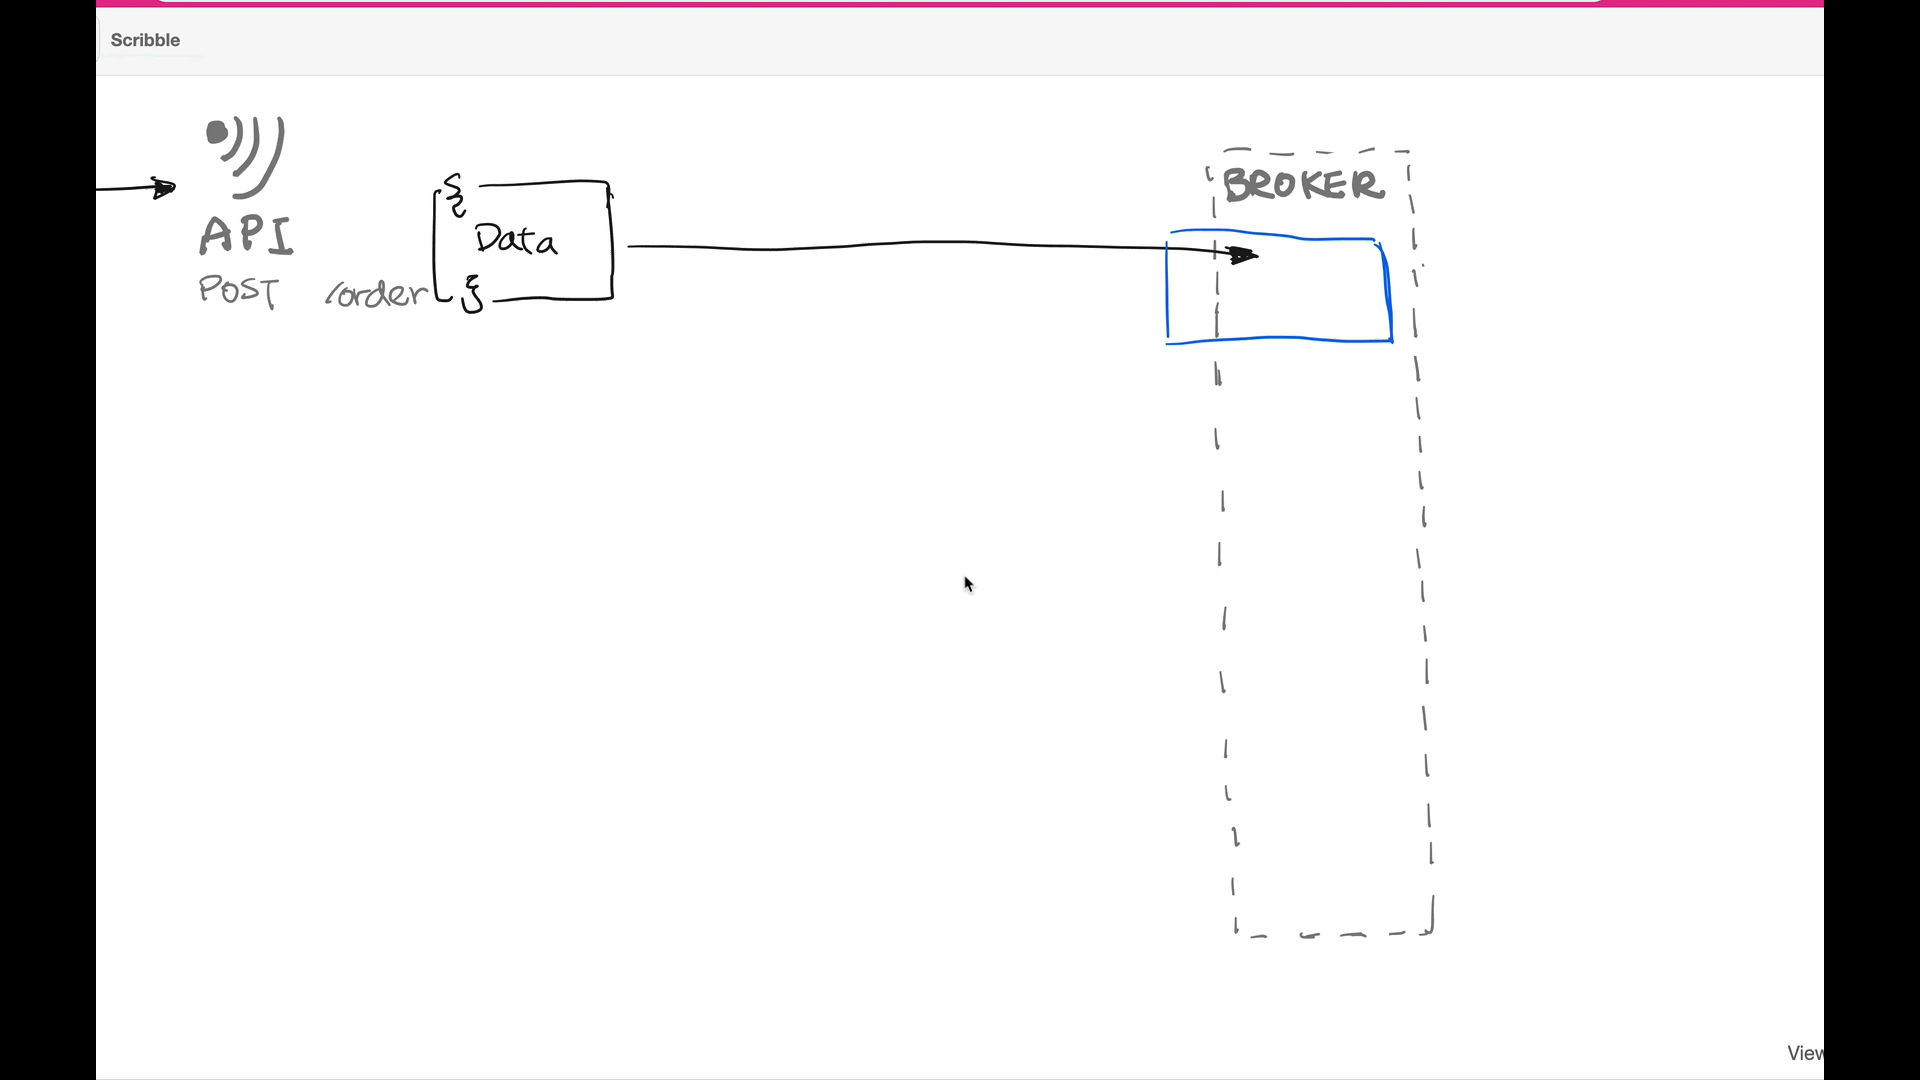 Scribble
API
POST /order
{
Data
}
BROKER
View